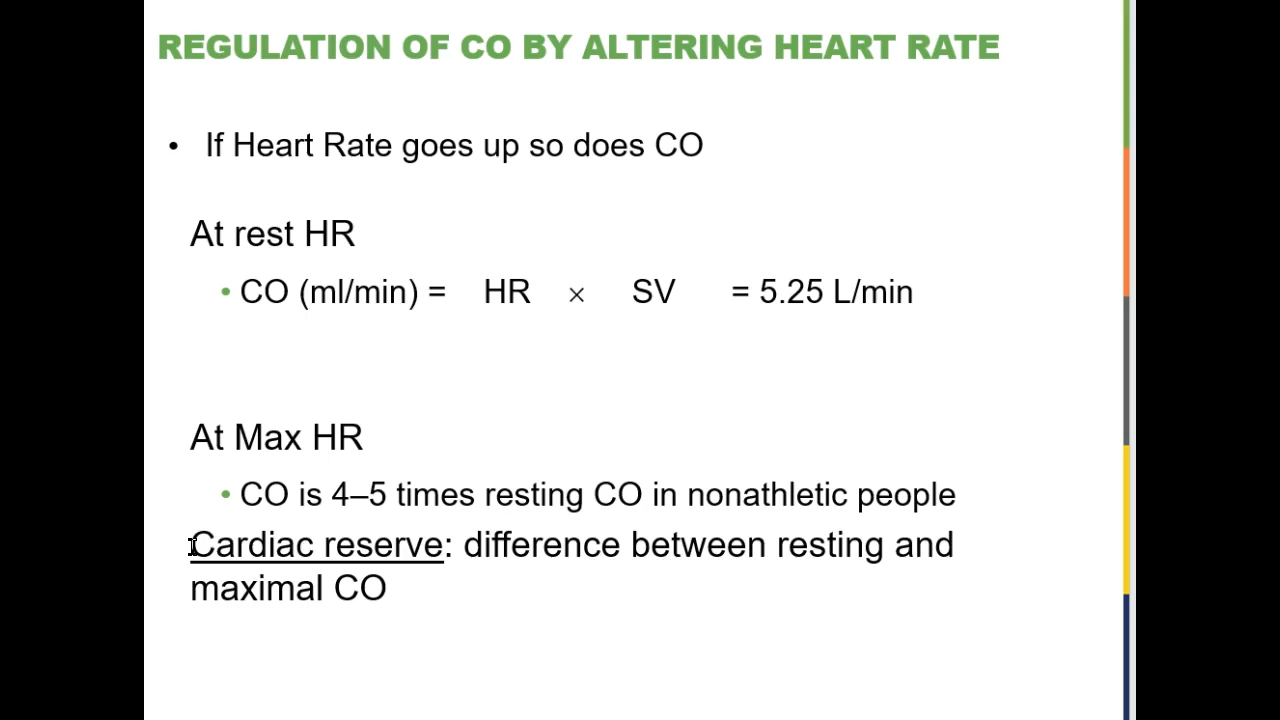 REGULATION OF CO BY ALTERING HEART RATE
• If Heart Rate goes up so does CO
At rest HR
• CO (ml/min) = HR × SV = 5.25 L/min
At Max HR
• CO is 4–5 times resting CO in nonathletic people
Cardiac reserve: difference between resting and
maximal CO